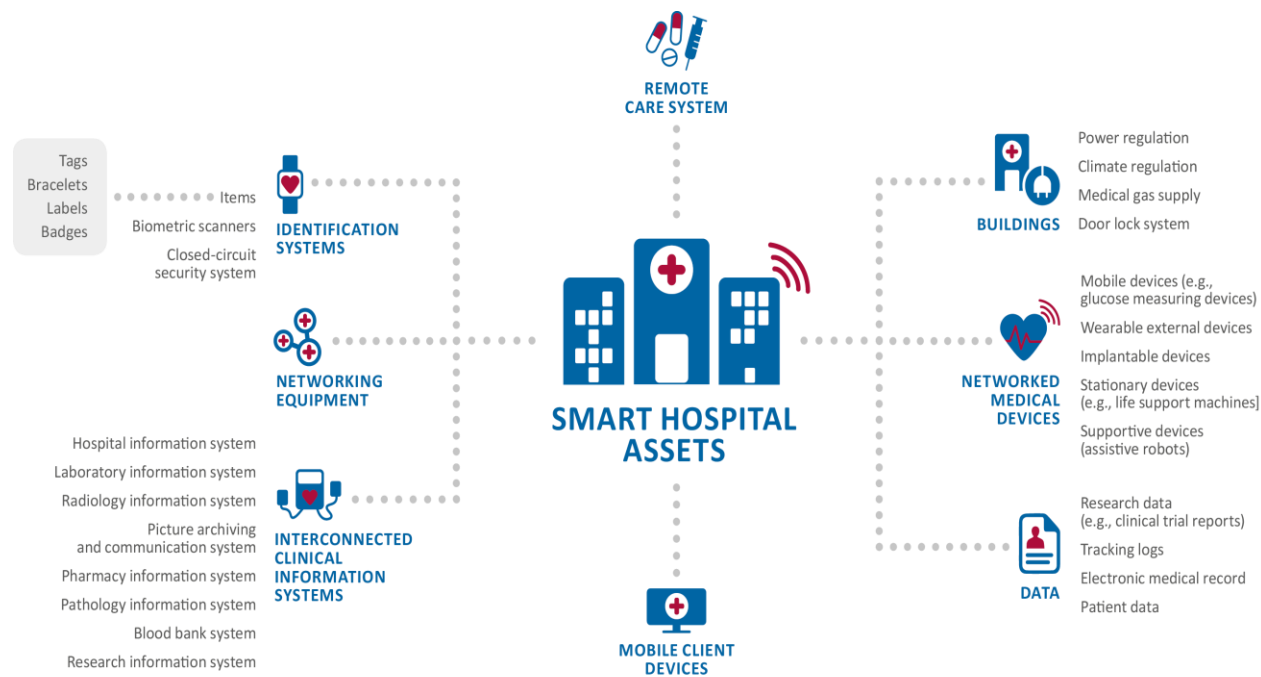 REMOTE
CARE SYSTEM
Tags
Bracelets
Labels
Badges
Items
Biometric scanners
Closed-circuit
security system
IDENTIFICATION
SYSTEMS
NETWORKING
EQUIPMENT
Hospital information system
Laboratory information system
Radiology information system
Picture archiving
and communication system
Pharmacy information system
Pathology information system
Blood bank system
Research information system
INTERCONNECTED
CLINICAL
INFORMATION
SYSTEMS
SMART HOSPITAL
ASSETS
MOBILE CLIENT
DEVICES
BUILDINGS
Power regulation
Climate regulation
Medical gas supply
Door lock system
NETWORKED
MEDICAL
DEVICES
Mobile devices (e.g.,
glucose measuring devices)
Wearable external devices
Implantable devices
Stationary devices
(e.g., life support machines]
Supportive devices
(assistive robots)
DATA
Research data
(e.g., clinical trial reports)
Tracking logs
Electronic medical record
Patient data